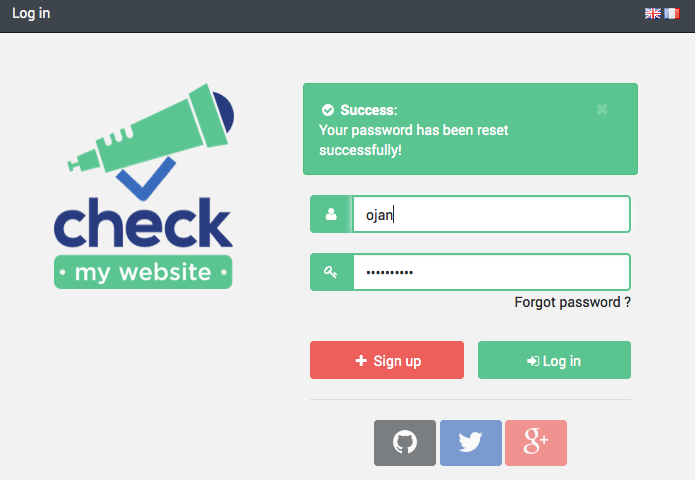 Log in
Success:
Your password has been reset
successfully!
ojan
••••••••••
Forgot password ?
Sign up
Log in
check
• my website •
g+